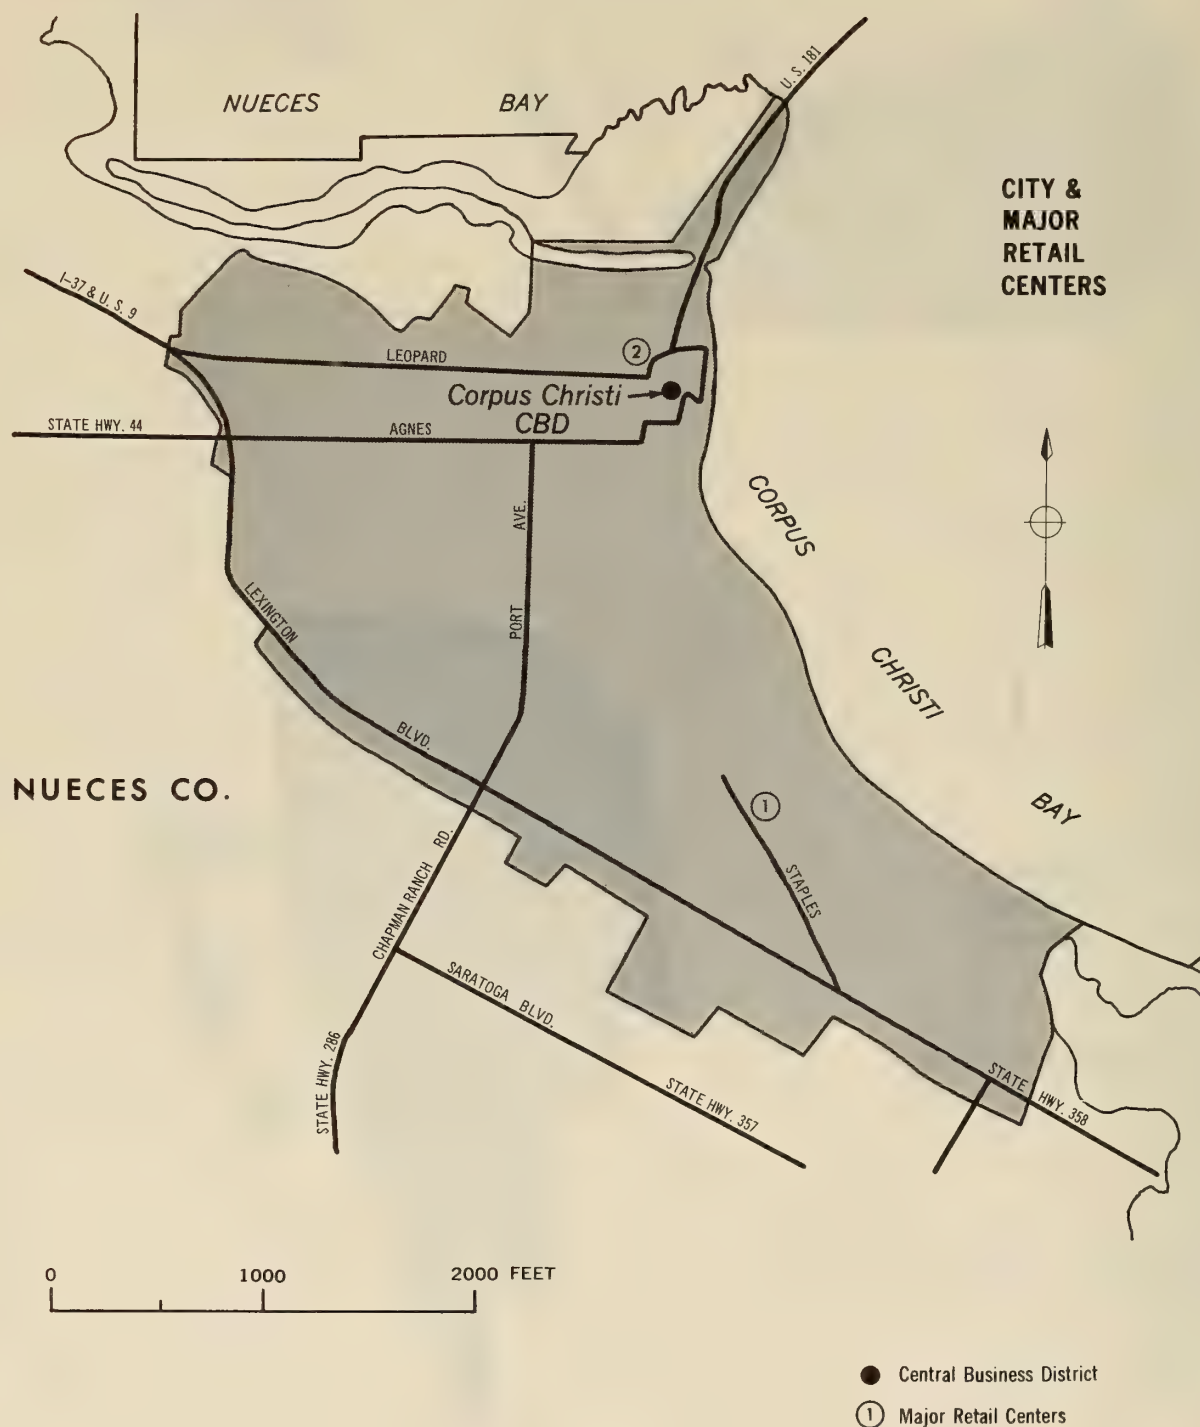 U.S. 181
NUECES BAY
CITY &
MAJOR
RETAIL
CENTERS
I-37 & U.S. 9
2
LEOPARD
Corpus Christi
CBD
STATE HWY. 44
AGNES
CORPUS
PORT AVE.
LEXINGTON
CHRISTI
BLVD.
NUECES CO.
1
BAY
STAPLES
CHAPMAN RANCH RD.
SARATOGA BLVD.
STATE HWY. 286
STATE HWY. 357
STATE HWY. 358
0 1000 2000 FEET
Central Business District
1 Major Retail Centers